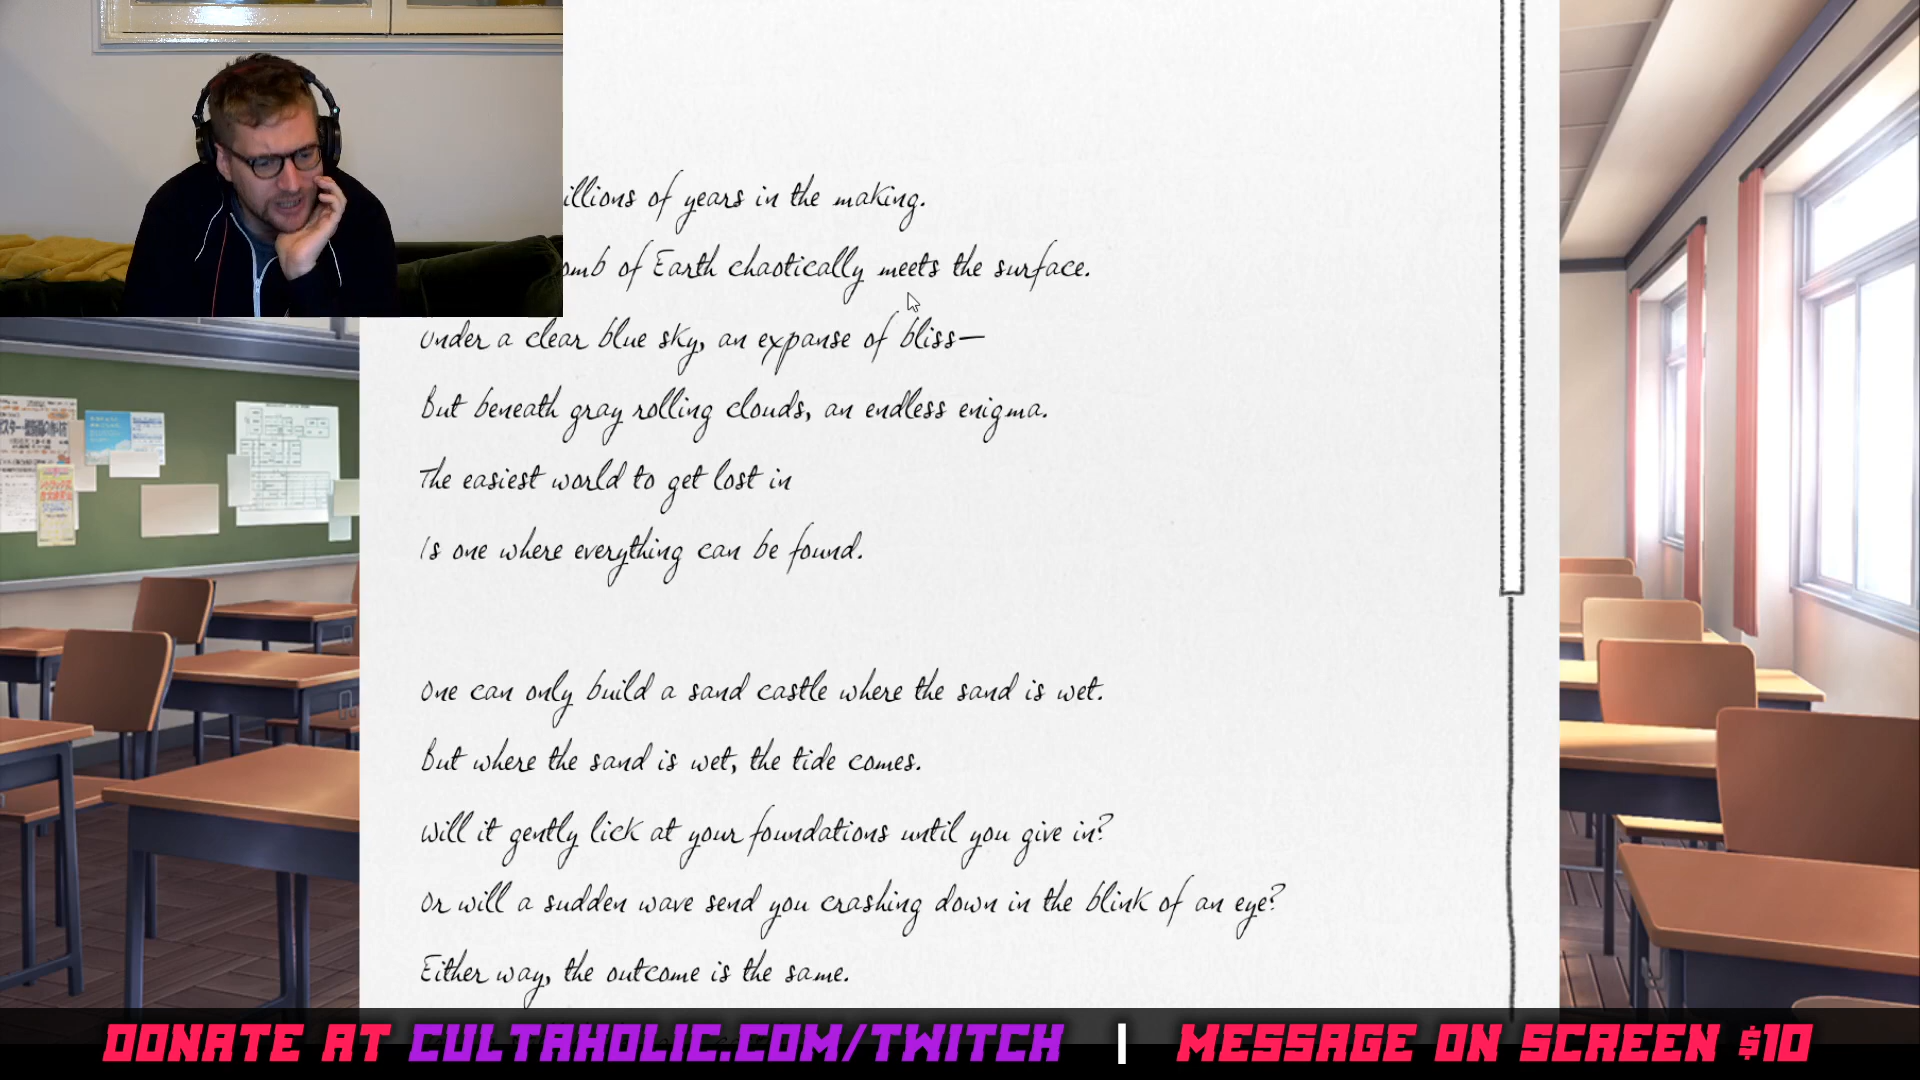 illions of years in the making.
omb of Earth chaotically meets the surface.
Under a clear blue sky, an expanse of bliss—
But beneath gray rolling clouds, an endless enigma.
The easiest world to get lost in
Is one where everything can be found.
One can only build a sand castle where the sand is wet.
But where the sand is wet, the tide comes.
Will it gently lick at your foundations until you give in?
Or will a sudden wave send you crashing down in the blink of an eye?
Either way, the outcome is the same.
DONATE AT CULTAHOLIC.COM/TWITCH | MESSAGE ON SCREEN $10